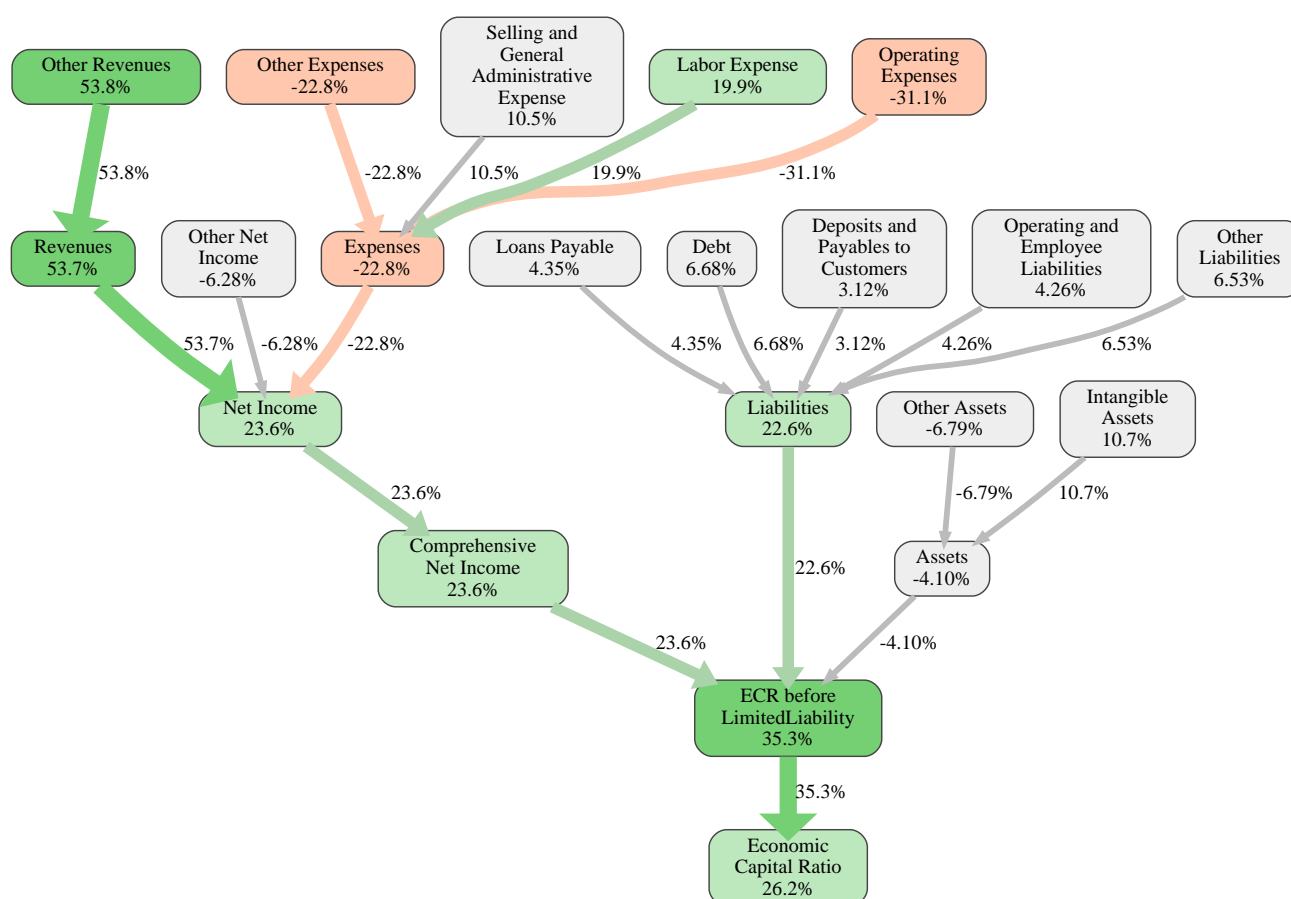 Other Revenues
53.8%
Other Expenses
-22.8%
Selling and
General
Administrative
Expense
10.5%
Labor Expense
19.9%
Operating
Expenses
-31.1%
53.8%
-22.8%
10.5%
19.9%
-31.1%
Revenues
53.7%
Other Net
Income
-6.28%
Expenses
-22.8%
Loans Payable
4.35%
Debt
6.68%
Deposits and
Payables to
Customers
3.12%
Operating and
Employee
Liabilities
4.26%
Other
Liabilities
6.53%
53.7%
-6.28%
-22.8%
4.35%
6.68%
3.12%
4.26%
6.53%
Net Income
23.6%
Liabilities
22.6%
Other Assets
-6.79%
Intangible
Assets
10.7%
23.6%
-6.79%
10.7%
Comprehensive
Net Income
23.6%
22.6%
Assets
-4.10%
23.6%
-4.10%
ECR before
LimitedLiability
35.3%
35.3%
Economic
Capital Ratio
26.2%